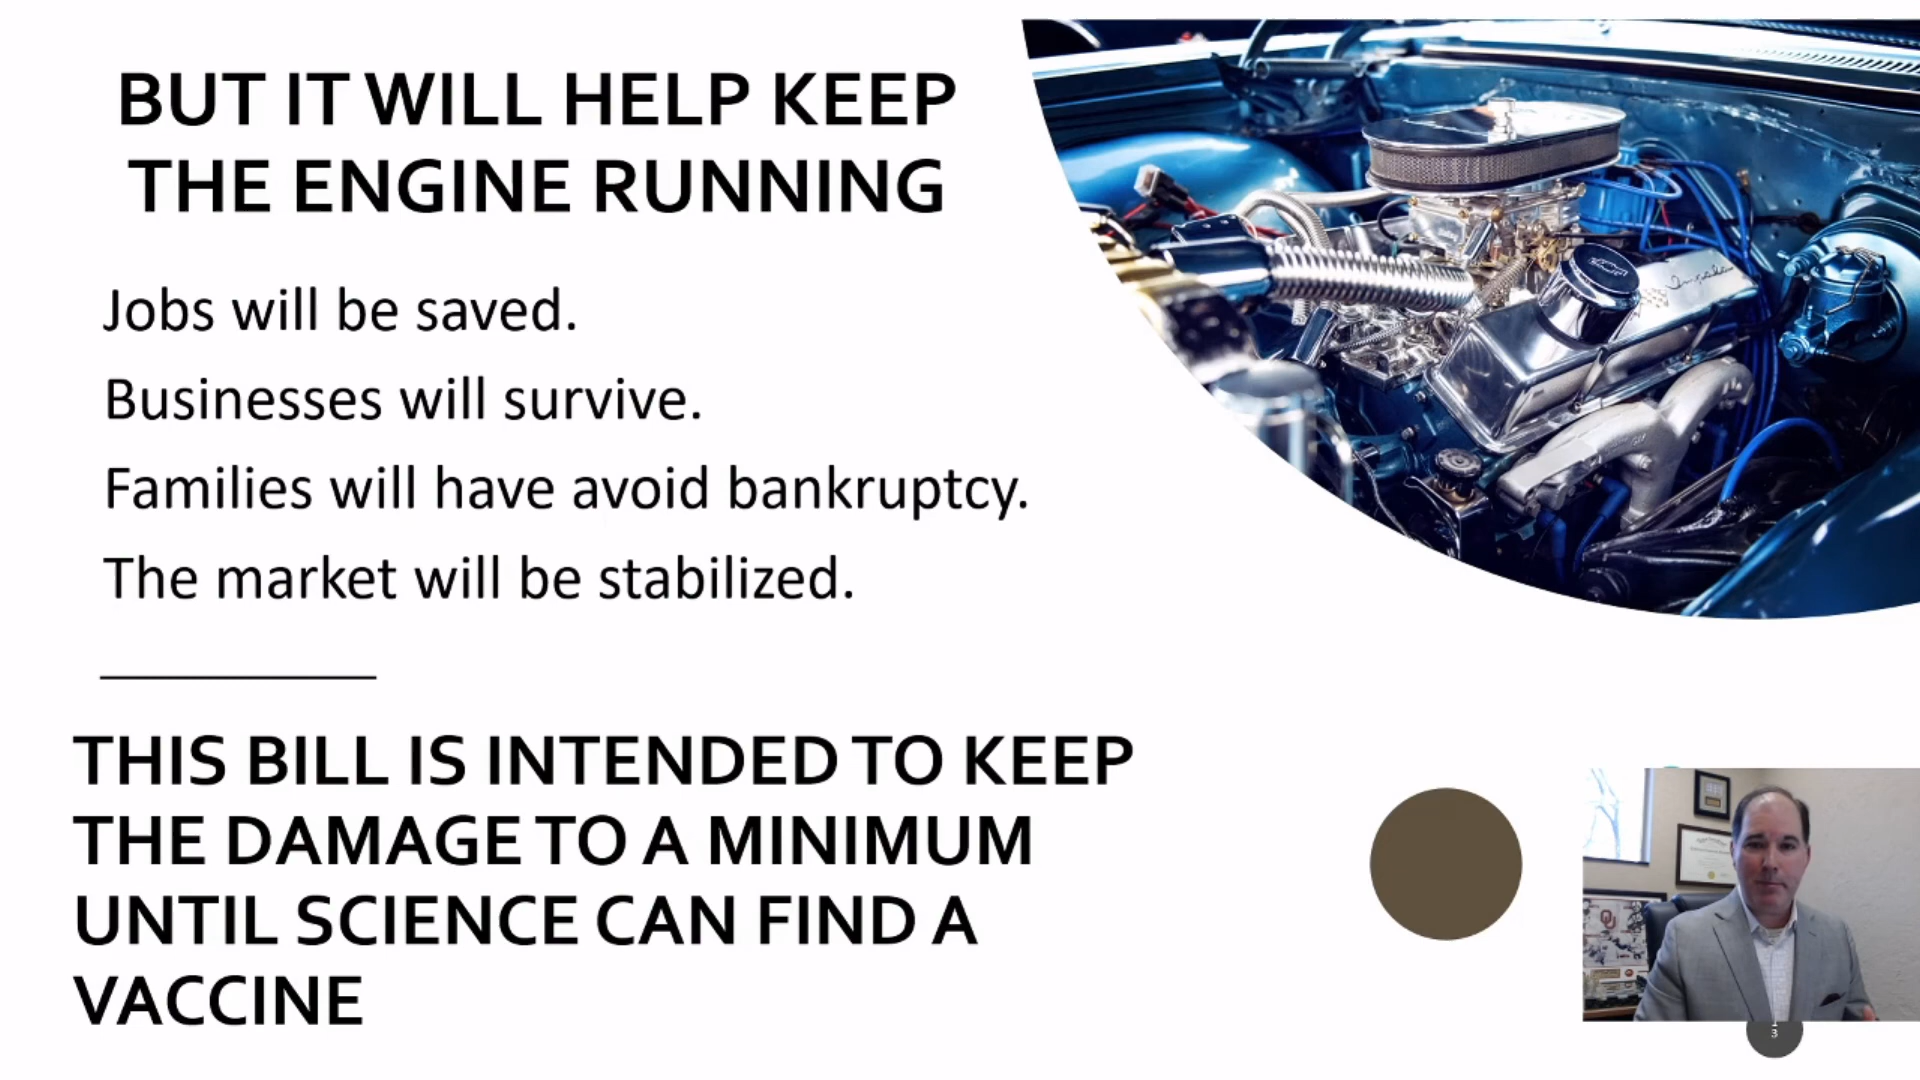 BUT IT WILL HELP KEEP
THE ENGINE RUNNING
Jobs will be saved.
Businesses will survive.
Families will have avoid bankruptcy.
The market will be stabilized.
THIS BILL IS INTENDED TO KEEP
THE DAMAGE TO A MINIMUM
UNTIL SCIENCE CAN FIND A
VACCINE
OU
3